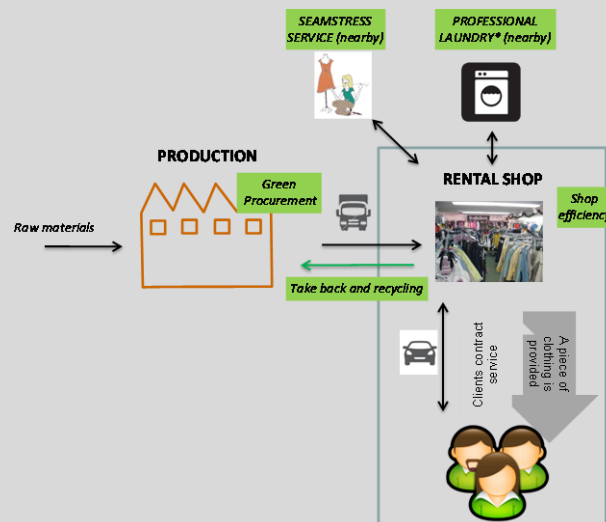 SEAMSTRESS
SERVICE (nearby)
PROFESSIONAL
LAUNDRY* (nearby)
PRODUCTION
Green
Procurement
RENTAL SHOP
Shop
efficiency
Raw materials
Take back and recycling
Clients contract
service
A piece of
clothing is
provided